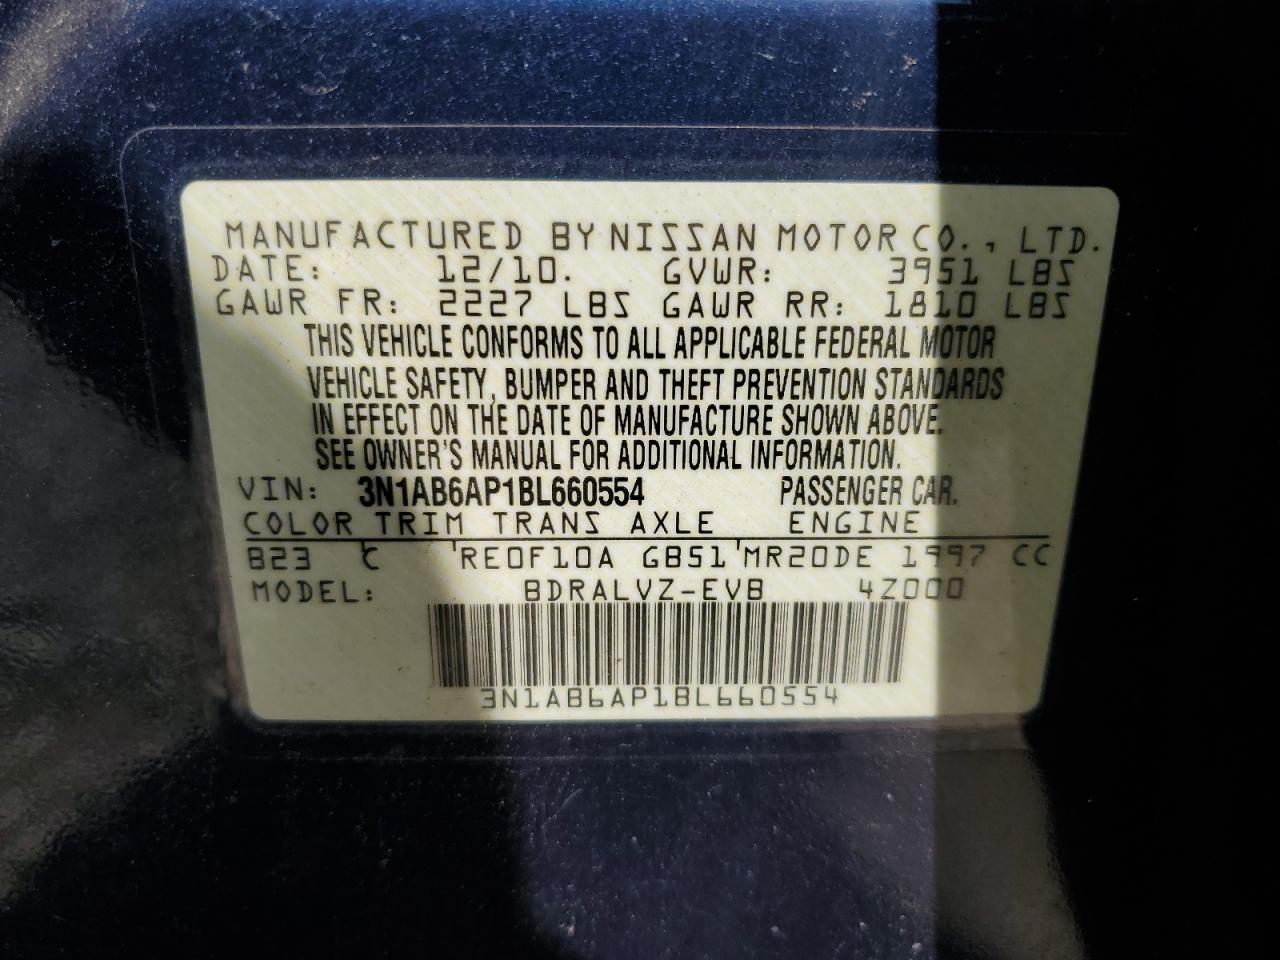 MANUFACTURED BY NISSAN MOTOR CO., LTD.
DATE: 12/10. GVWR: 3951 LBS
GAWR FR: 2227 LBS GAWR RR: 1810 LBS
THIS VEHICLE CONFORMS TO ALL APPLICABLE FEDERAL MOTOR
VEHICLE SAFETY, BUMPER AND THEFT PREVENTION STANDARDS
IN EFFECT ON THE DATE OF MANUFACTURE SHOWN ABOVE.
SEE OWNER'S MANUAL FOR ADDITIONAL INFORMATION.
VIN: 3N1AB6AP1BL660554 PASSENGER CAR.
COLOR TRIM TRANS AXLE ENGINE
B23 C RE0F10A GB51 MR20DE 1997 CC
MODEL: BDRALVZ-EVB 4Z000
3N1AB6AP1BL660554